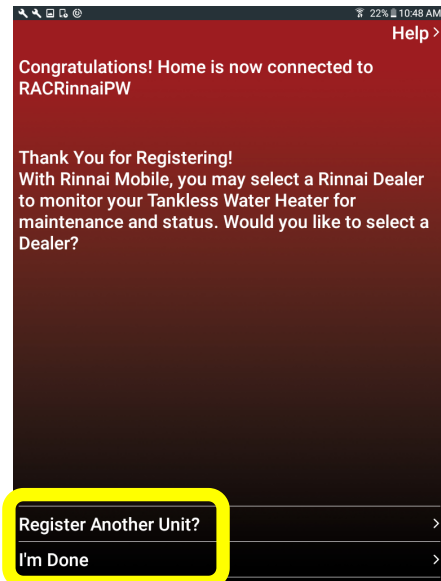 22% 10:48 AM
Help >
Congratulations! Home is now connected to
RACRinnaiPW
Thank You for Registering!
With Rinnai Mobile, you may select a Rinnai Dealer
to monitor your Tankless Water Heater for
maintenance and status. Would you like to select a
Dealer?
Register Another Unit? >
I'm Done >